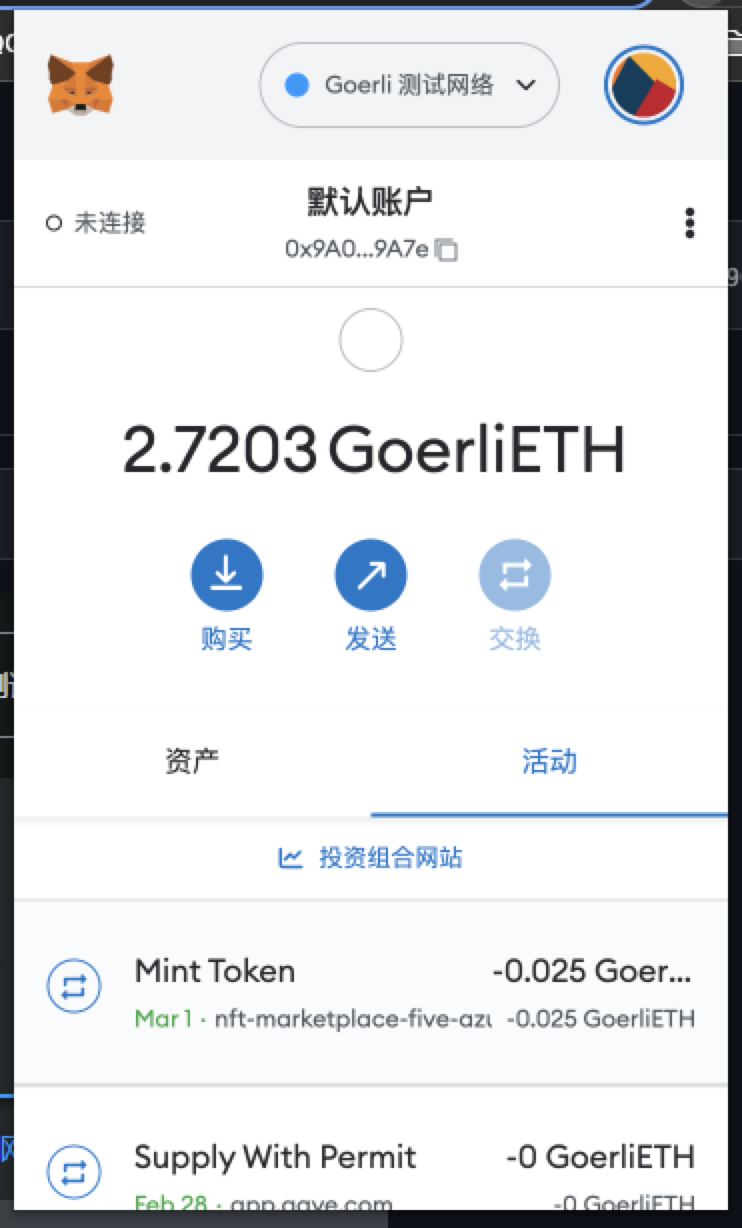 Goerli 测试网络
默认账户
未连接
0x9A0...9A7e
2.7203 GoerliETH
购买
发送
交换
资产
活动
投资组合网站
Mint Token
-0.025 Goer...
Mar 1 · nft-marketplace-five-azu
-0.025 GoerliETH
Supply With Permit
-0 GoerliETH
Feb 28 · app.aave.com
-0 GoerliETH